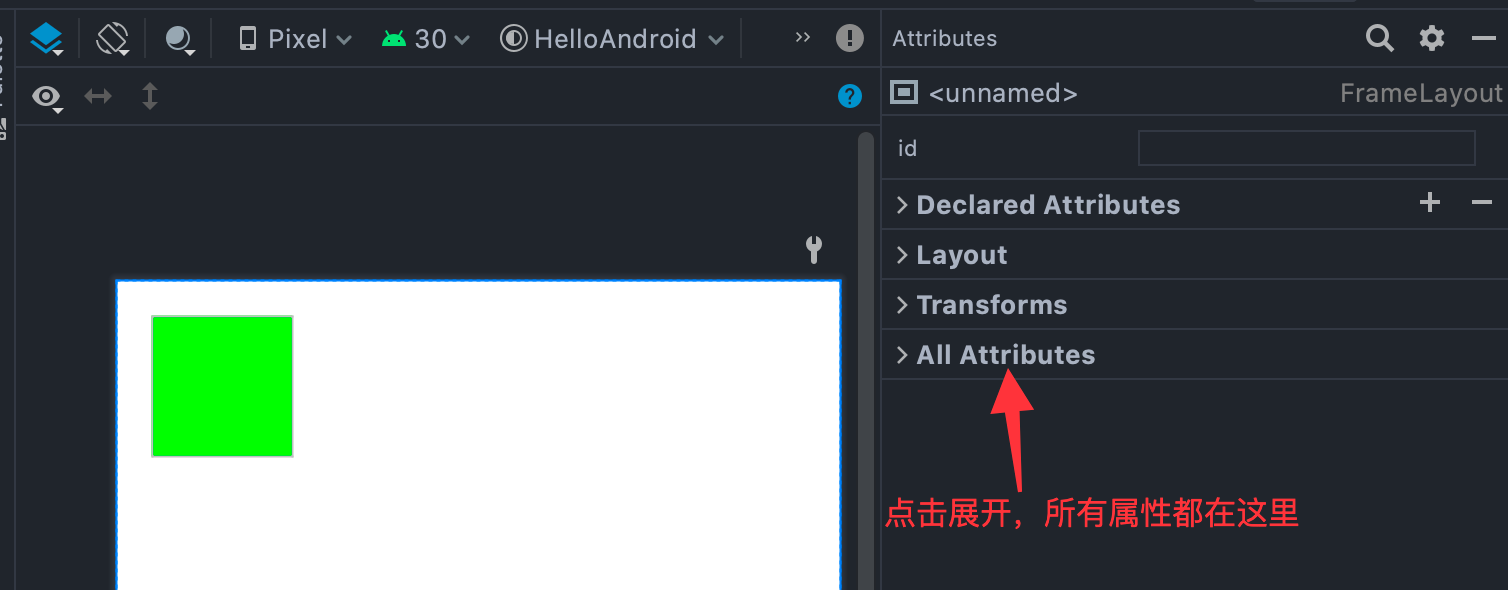 Pixel
30
HelloAndroid
Attributes
<unnamed>
FrameLayout
id
Declared Attributes
Layout
Transforms
All Attributes
点击展开，所有属性都在这里